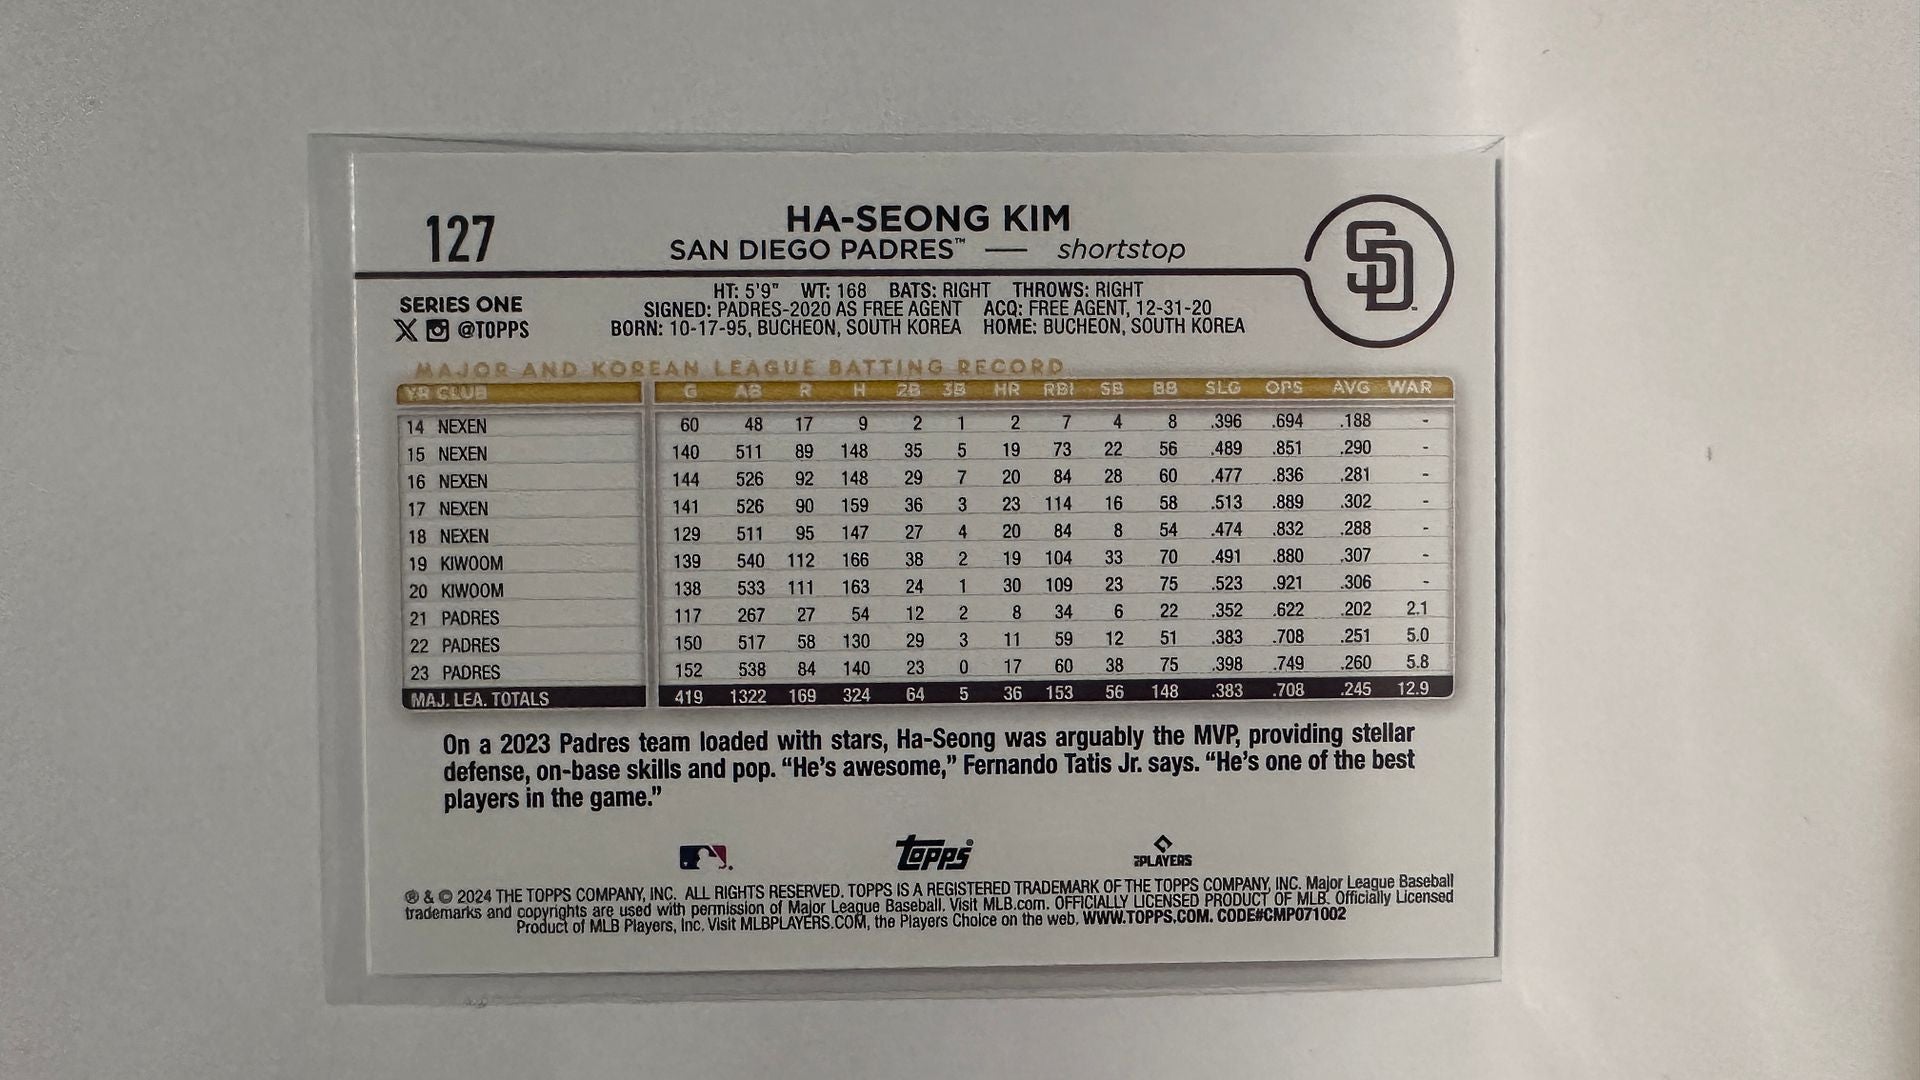 127
HA-SEONG KIM
SAN DIEGO PADRES™ — shortstop
SD
SERIES ONE
@TOPPS
HT: 5'9" WT: 168 BATS: RIGHT THROWS: RIGHT
SIGNED: PADRES-2020 AS FREE AGENT ACQ: FREE AGENT, 12-31-20
BORN: 10-17-95, BUCHEON, SOUTH KOREA HOME: BUCHEON, SOUTH KOREA
MAJOR AND KOREAN LEAGUE BATTING RECORD
YR CLUB G AB R H 2B 3B HR RBI SB BB SLG OPS AVG WAR
14 NEXEN 60 48 17 9 2 1 2 7 4 8 .396 .694 .188 -
15 NEXEN 140 511 89 148 35 5 19 73 22 56 .489 .851 .290 -
16 NEXEN 144 526 92 148 29 7 20 84 28 60 .477 .836 .281 -
17 NEXEN 141 526 90 159 36 3 23 114 16 58 .513 .889 .302 -
18 NEXEN 129 511 95 147 27 4 20 84 8 54 .474 .832 .288 -
19 KIWOOM 139 540 112 166 38 2 19 104 33 70 .491 .880 .307 -
20 KIWOOM 138 533 111 163 24 1 30 109 23 75 .523 .921 .306 -
21 PADRES 117 267 27 54 12 2 8 34 6 22 .352 .622 .202 2.1
22 PADRES 150 517 58 130 29 3 11 59 12 51 .383 .708 .251 5.0
23 PADRES 152 538 84 140 23 0 17 60 38 75 .398 .749 .260 5.8
MAJ. LEA. TOTALS 419 1322 169 324 64 5 36 153 56 148 .383 .708 .245 12.9
On a 2023 Padres team loaded with stars, Ha-Seong was arguably the MVP, providing stellar
defense, on-base skills and pop. “He’s awesome,” Fernando Tatis Jr. says. “He’s one of the best
players in the game.”
topps
PLAYERS
® & © 2024 THE TOPPS COMPANY, INC. ALL RIGHTS RESERVED. TOPPS IS A REGISTERED TRADEMARK OF THE TOPPS COMPANY, INC. Major League Baseball
trademarks and copyrights are used with permission of Major League Baseball. Visit MLB.com. OFFICIALLY LICENSED PRODUCT OF MLB. Officially Licensed
Product of MLB Players, Inc. Visit MLBPLAYERS.COM, the Players Choice on the web. WWW.TOPPS.COM. CODE#CMP071002